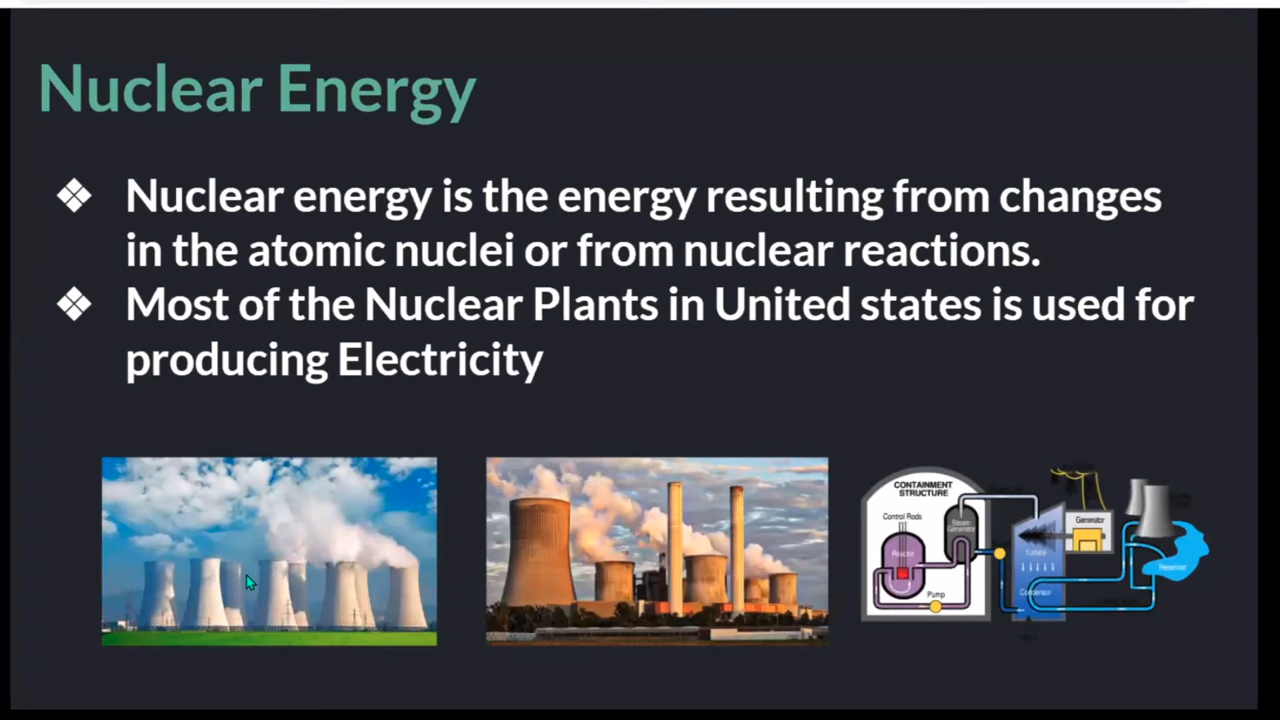 Nuclear Energy
❖ Nuclear energy is the energy resulting from changes
in the atomic nuclei or from nuclear reactions.
❖ Most of the Nuclear Plants in United states is used for
producing Electricity
CONTAINMENT
STRUCTURE
Control Rods
Steam
Generator
Generator
Reactor
Turbine
Reservoir
Pump
Condensor